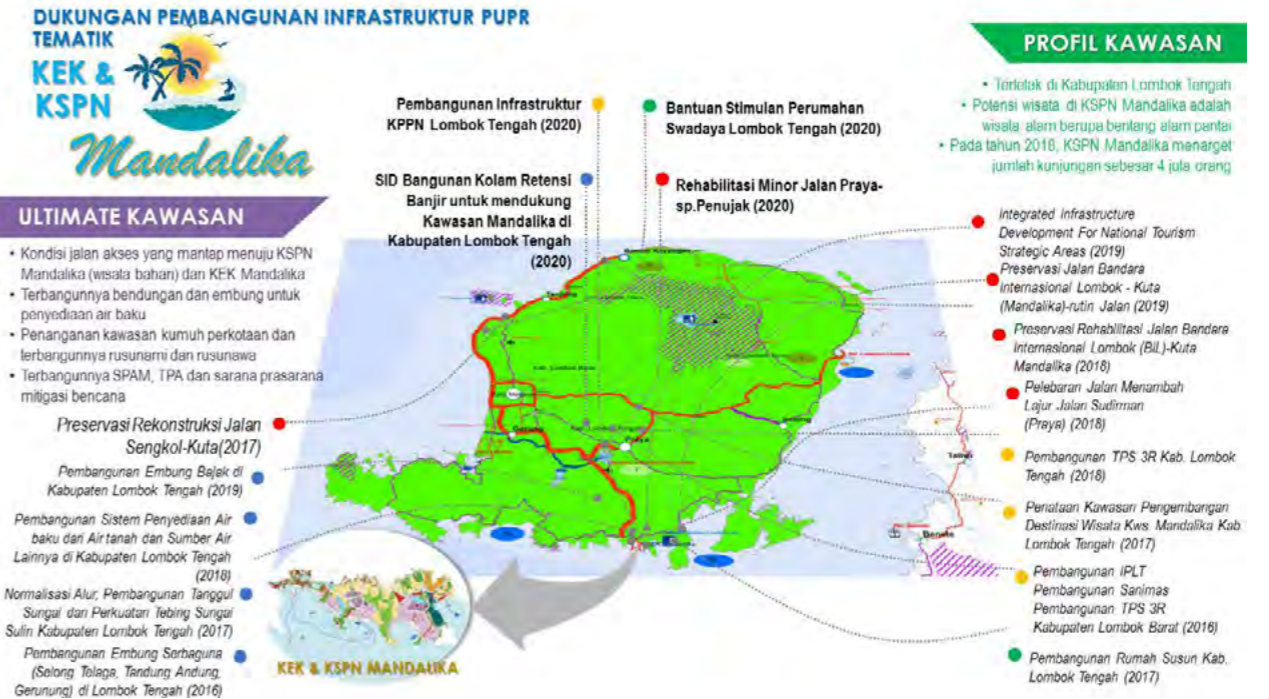 DUKUNGAN PEMBANGUNAN INFRASTRUKTUR PUPR
TEMATIK
KEK &
KSPN
Mandalika
ULTIMATE KAWASAN
• Kondisi jalan akses yang mantap menuju KSPN
Mandalika (wisata bahari) dan KEK Mandalika
• Terbangunnya bendungan dan embung untuk
penyediaan air baku
• Penanganan kawasan kumuh perkotaan dan
terbangunnya rusunami dan rusunawa
• Terbangunnya SPAM, TPA dan sarana prasarana
mitigasi bencana
Preservasi Rekonstruksi Jalan
Sengkol-Kuta(2017)
Pembangunan Embung Bajak di
Kabupaten Lombok Tengah (2019)
Pembangunan Sistem Penyediaan Air
baku dari Air tanah dan Sumber Air
Lainnya di Kabupaten Lombok Tengah
(2018)
Normalisasi Alur, Pembangunan Tanggul
Sungai dan Perkuatan Tebing Sungai
Sulin Kabupaten Lombok Tengah (2017)
Pembangunan Embung Serbaguna
(Selong Telaga, Tandung Andung,
Gerunung) di Lombok Tengah (2016)
Pembangunan Infrastruktur
KPPN Lombok Tengah (2020)
SID Bangunan Kolam Retensi
Banjir untuk mendukung
Kawasan Mandalika di
Kabupaten Lombok Tengah
(2020)
Bantuan Stimulan Perumahan
Swadaya Lombok Tengah (2020)
Rehabilitasi Minor Jalan Praya-
sp.Penujak (2020)
Tanjung
Gerung
Praya
Selong
Taliwang
Benete
KEK & KSPN MANDALIKA
PROFIL KAWASAN
• Terletak di Kabupaten Lombok Tengah
• Potensi wisata di KSPN Mandalika adalah
wisata alam berupa bentang alam pantai
• Pada tahun 2018, KSPN Mandalika menarget
jumlah kunjungan sebesar 4 juta orang
Integrated Infrastructure
Development For National Tourism
Strategic Areas (2019)
Preservasi Jalan Bandara
Internasional Lombok - Kuta
(Mandalika)-rutin Jalan (2019)
Preservasi Rehabilitasi Jalan Bandara
Internasional Lombok (BIL)-Kuta
Mandalika (2018)
Pelebaran Jalan Menambah
Lajur Jalan Sudirman
(Praya) (2018)
Pembangunan TPS 3R Kab. Lombok
Tengah (2018)
Penataan Kawasan Pengembangan
Destinasi Wisata Kws. Mandalika Kab
Lombok Tengah (2017)
Pembangunan IPLT
Pembangunan Sanimas
Pembangunan TPS 3R
Kabupaten Lombok Barat (2016)
Pembangunan Rumah Susun Kab.
Lombok Tengah (2017)